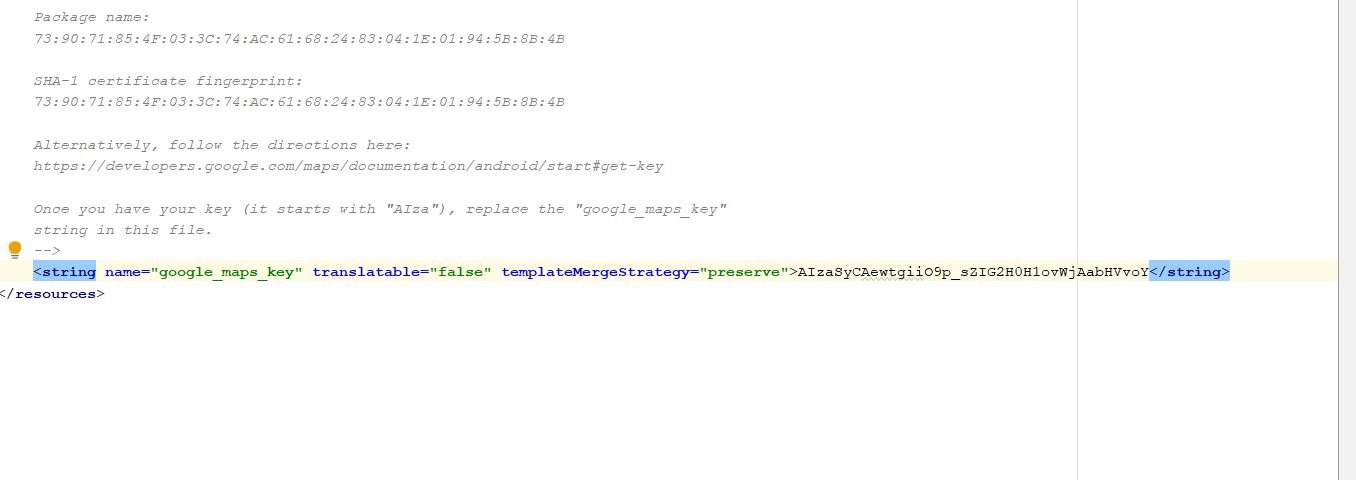 Package name:
73:90:71:85:4F:03:3C:74:AC:61:68:24:83:04:1E:01:94:5B:8B:4B
SHA-1 certificate fingerprint:
73:90:71:85:4F:03:3C:74:AC:61:68:24:83:04:1E:01:94:5B:8B:4B
Alternatively, follow the directions here:
https://developers.google.com/maps/documentation/android/start#get-key
Once you have your key (it starts with "AIza"), replace the "google_maps_key"
string in this file.
-->
<string name="google_maps_key" translatable="false" templateMergeStrategy="preserve">AIzaSyCAewtgiiO9p_sZIG2H0H1ovWjAabHVvoY</string>
</resources>